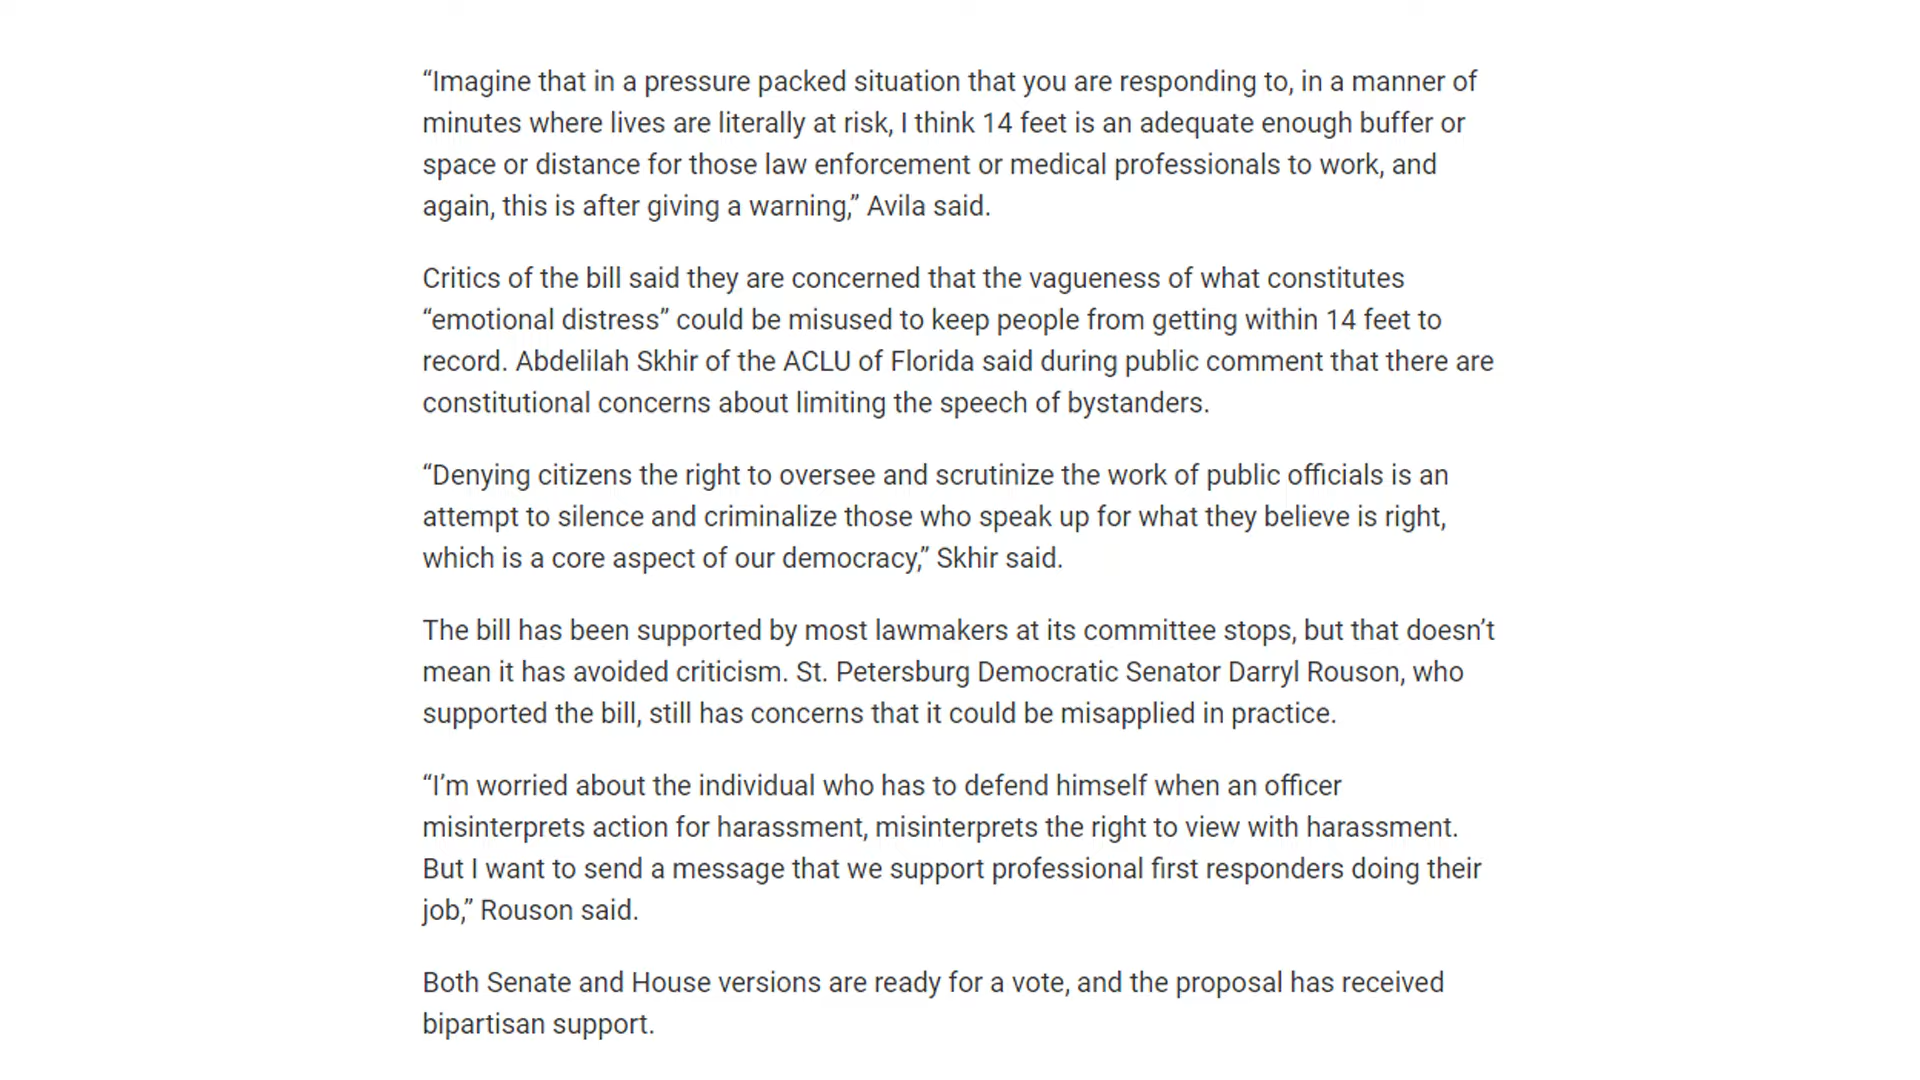 “Imagine that in a pressure packed situation that you are responding to, in a manner of
minutes where lives are literally at risk, I think 14 feet is an adequate enough buffer or
space or distance for those law enforcement or medical professionals to work, and
again, this is after giving a warning,” Avila said.
Critics of the bill said they are concerned that the vagueness of what constitutes
“emotional distress” could be misused to keep people from getting within 14 feet to
record. Abdelilah Skhir of the ACLU of Florida said during public comment that there are
constitutional concerns about limiting the speech of bystanders.
“Denying citizens the right to oversee and scrutinize the work of public officials is an
attempt to silence and criminalize those who speak up for what they believe is right,
which is a core aspect of our democracy,” Skhir said.
The bill has been supported by most lawmakers at its committee stops, but that doesn’t
mean it has avoided criticism. St. Petersburg Democratic Senator Darryl Rouson, who
supported the bill, still has concerns that it could be misapplied in practice.
“I’m worried about the individual who has to defend himself when an officer
misinterprets action for harassment, misinterprets the right to view with harassment.
But I want to send a message that we support professional first responders doing their
job,” Rouson said.
Both Senate and House versions are ready for a vote, and the proposal has received
bipartisan support.